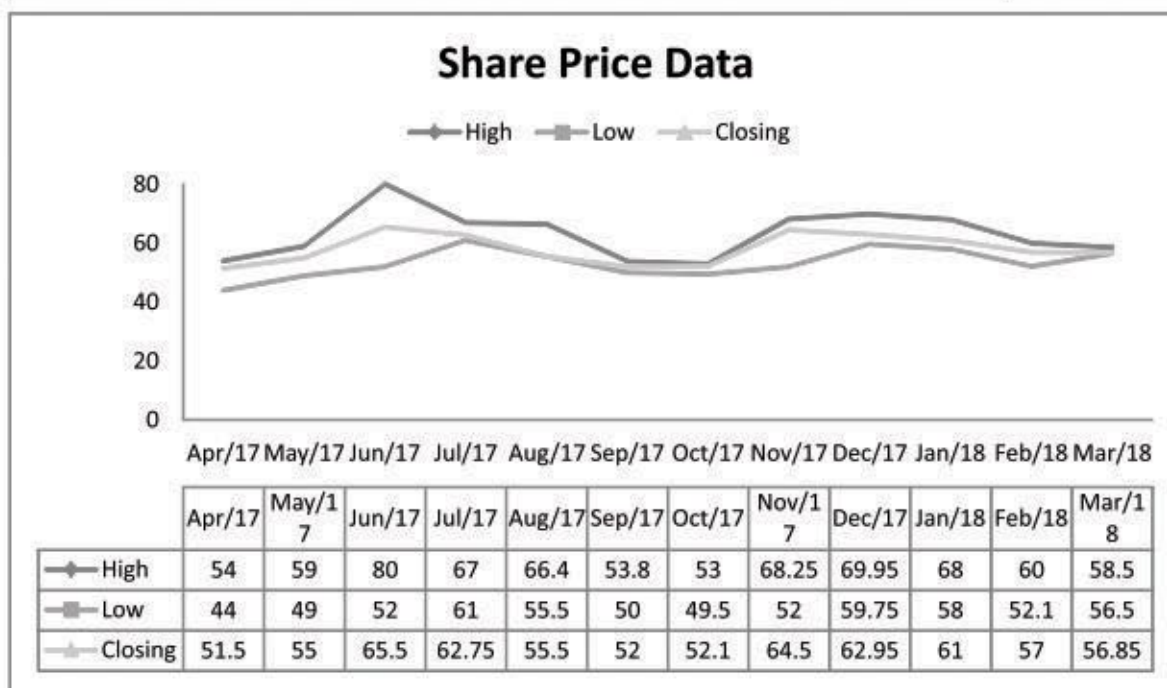 Share Price Data
High Low Closing
80
60
40
20
0
Apr/17 May/17 Jun/17 Jul/17 Aug/17 Sep/17 Oct/17 Nov/17 Dec/17 Jan/18 Feb/18 Mar/18
Apr/17 May/1 Jun/17 Jul/17 Aug/17 Sep/17 Oct/17 Nov/1 Dec/17 Jan/18 Feb/18 Mar/1
7 7 8
High 54 59 80 67 66.4 53.8 53 68.25 69.95 68 60 58.5
Low 44 49 52 61 55.5 50 49.5 52 59.75 58 52.1 56.5
Closing 51.5 55 65.5 62.75 55.5 52 52.1 64.5 62.95 61 57 56.85